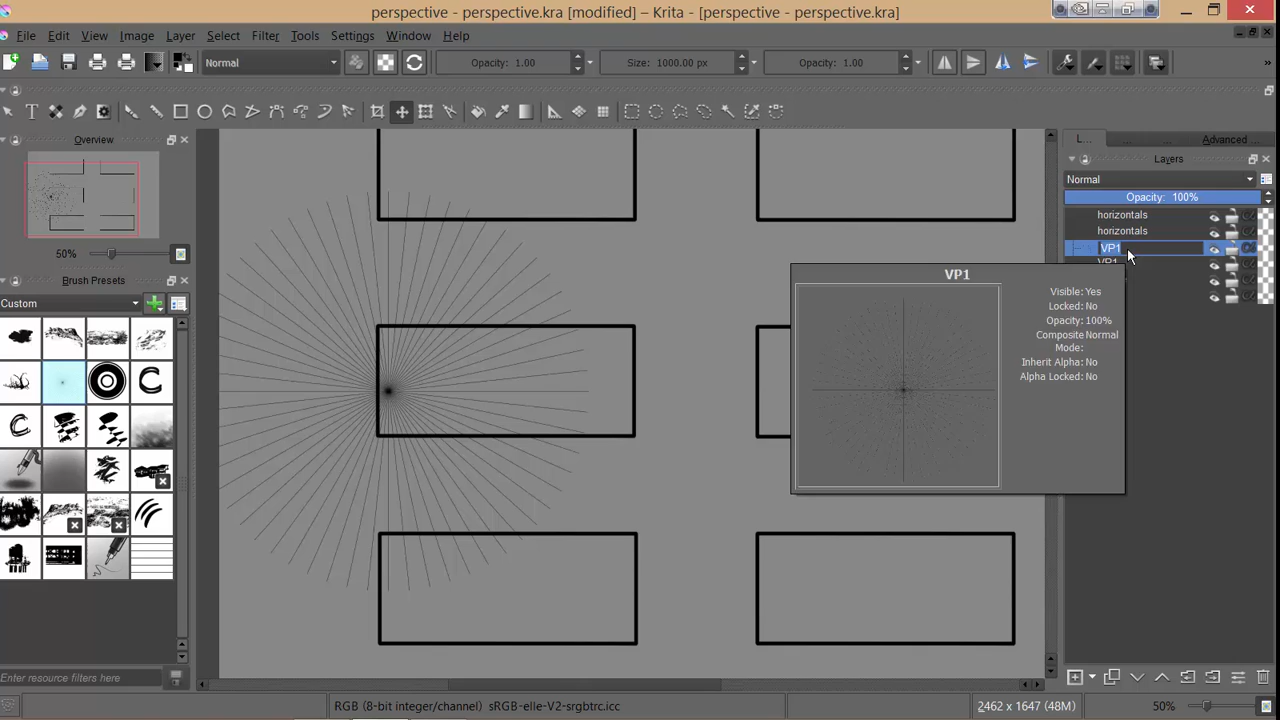 perspective - perspective.kra [modified] – Krita - [perspective - perspective.kra]
File Edit View Image Layer Select Filter Tools Settings Window Help
Normal Opacity: 1.00 Size: 1000.00 px Opacity: 1.00 »
Overview
L... ... ... Advanced
Layers
Normal
Opacity: 100%
horizontals
horizontals
VP1
VP1
50%
Brush Presets
Custom
VP1
Visible: Yes
Locked: No
Opacity: 100%
Composite Normal
Mode:
Inherit Alpha: No
Alpha Locked: No
Enter resource filters here
RGB (8-bit integer/channel) sRGB-elle-V2-srgbtrc.icc 2462 x 1647 (48M) 50%